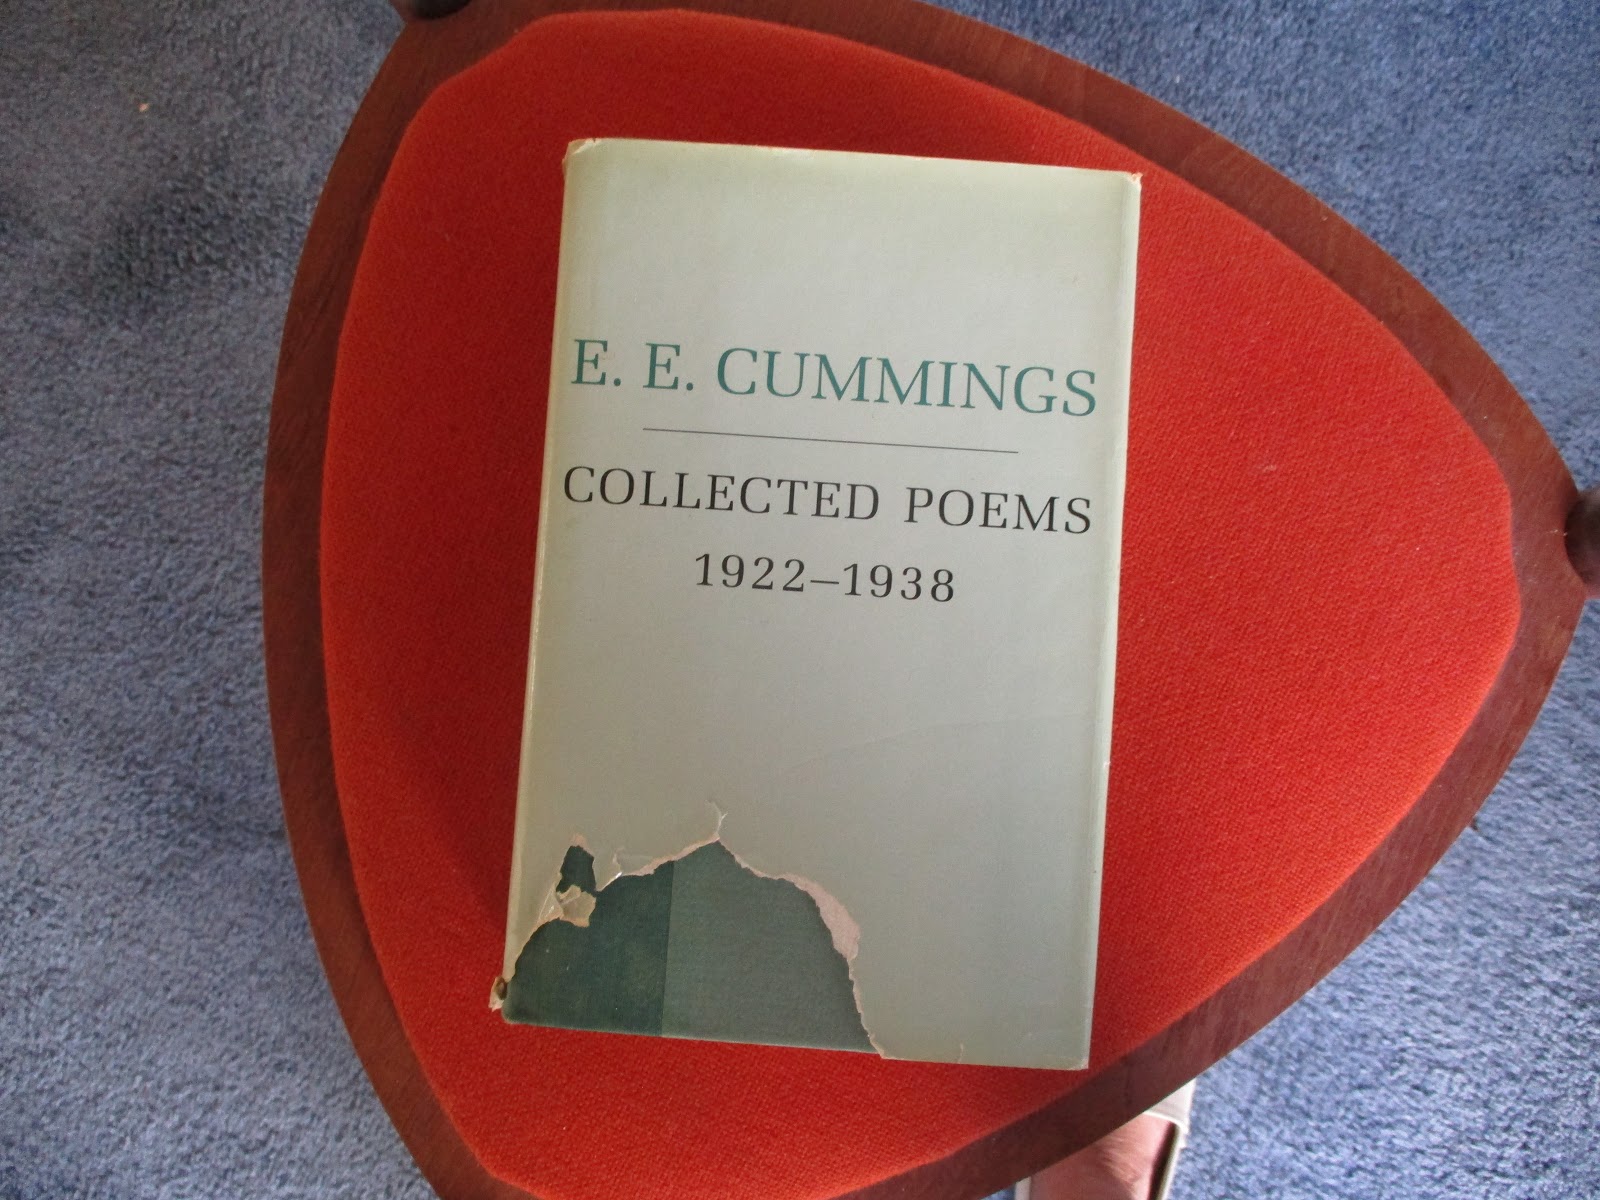 E. E. CUMMINGS
COLLECTED POEMS
1922–1938